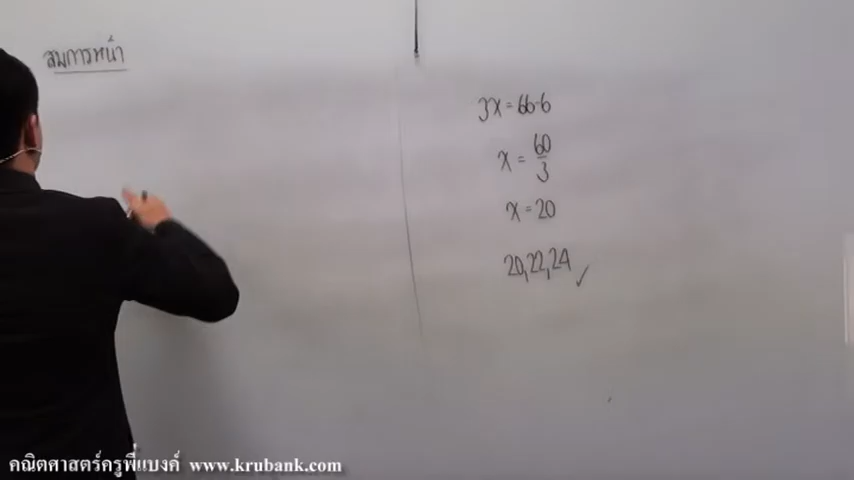 สมการหน้า
3x = 66-6
x = 60/3
x = 20
20,22,24 ✓
คณิตศาสตร์ครูพี่แบงค์ www.krubank.com